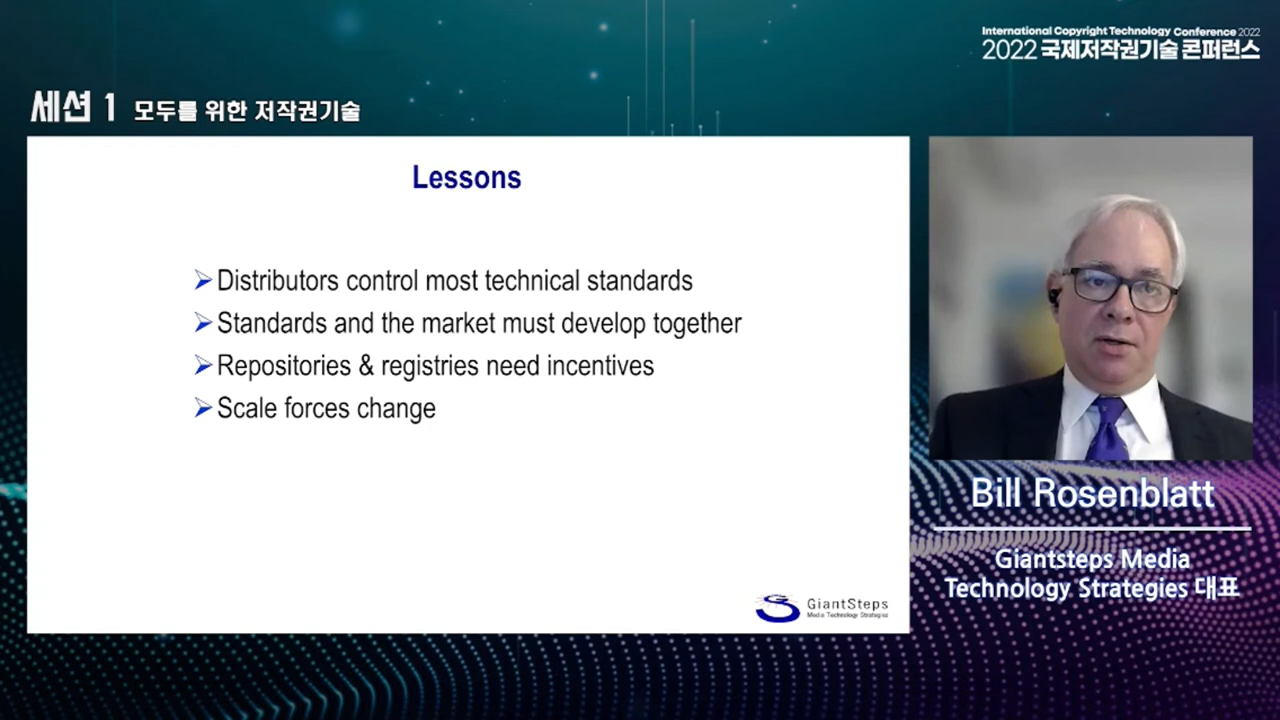 International Copyright Technology Conference 2022
2022 국제저작권기술 콘퍼런스
세션 1 모두를 위한 저작권기술
Lessons
Distributors control most technical standards
Standards and the market must develop together
Repositories & registries need incentives
Scale forces change
GiantSteps
Media Technology Strategies
Bill Rosenblatt
Giantsteps Media
Technology Strategies 대표